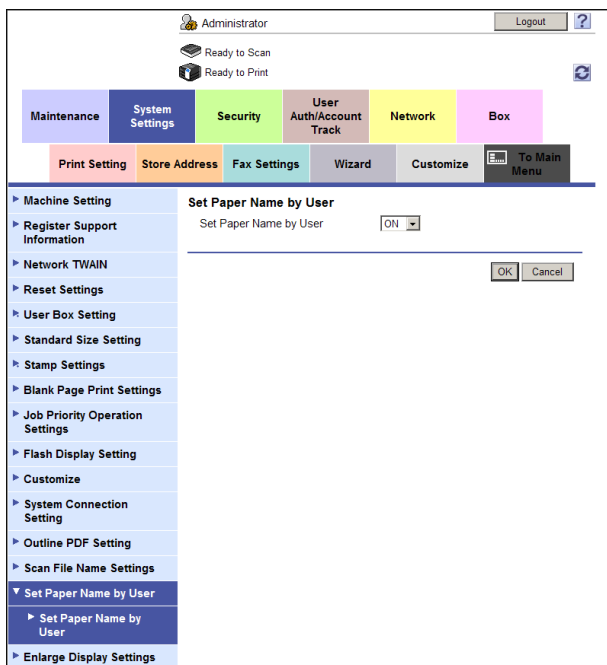 Administrator
Logout
?
Ready to Scan
Ready to Print
Maintenance
System
Settings
Security
User
Auth/Account
Track
Network
Box
Print Setting
Store Address
Fax Settings
Wizard
Customize
To Main
Menu
Machine Setting
Register Support
Information
Network TWAIN
Reset Settings
User Box Setting
Standard Size Setting
Stamp Settings
Blank Page Print Settings
Job Priority Operation
Settings
Flash Display Setting
Customize
System Connection
Setting
Outline PDF Setting
Scan File Name Settings
Set Paper Name by User
Set Paper Name by
User
Enlarge Display Settings
Set Paper Name by User
Set Paper Name by User ON
OK Cancel